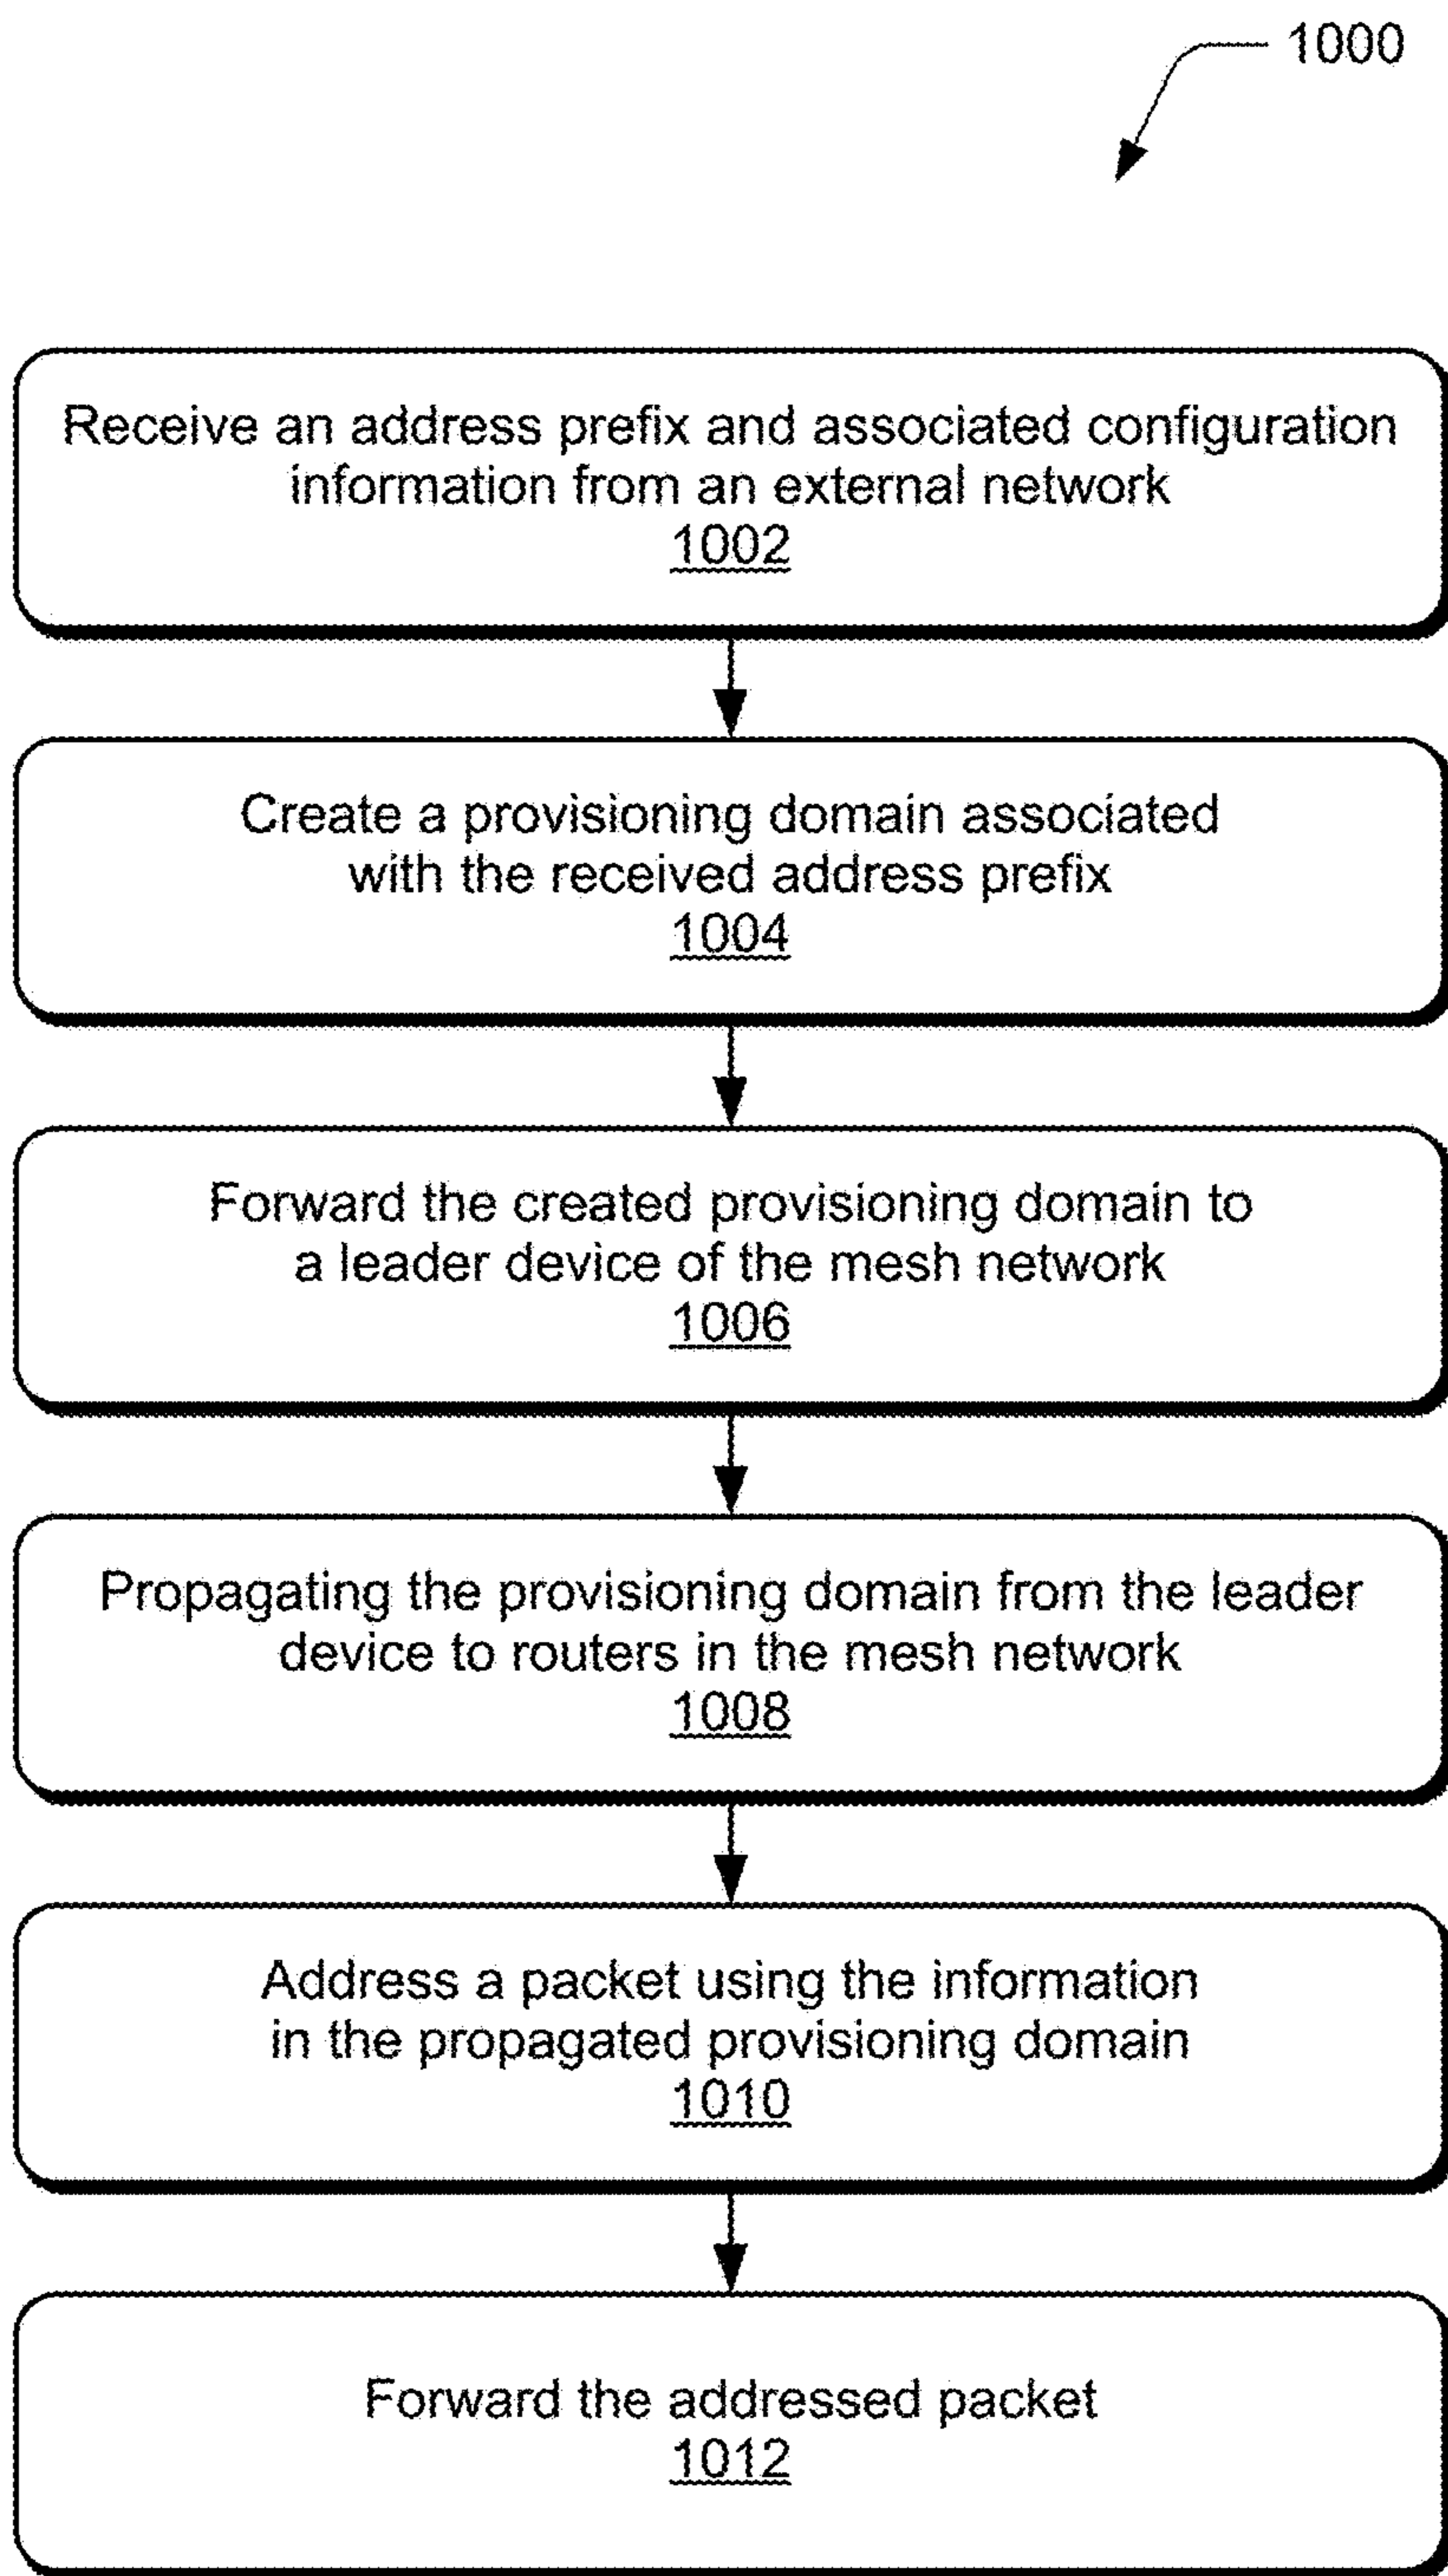 1000
Receive an address prefix and associated configuration
information from an external network
1002
Create a provisioning domain associated
with the received address prefix
1004
Forward the created provisioning domain to
a leader device of the mesh network
1006
Propagating the provisioning domain from the leader
device to routers in the mesh network
1008
Address a packet using the information
in the propagated provisioning domain
1010
Forward the addressed packet
1012